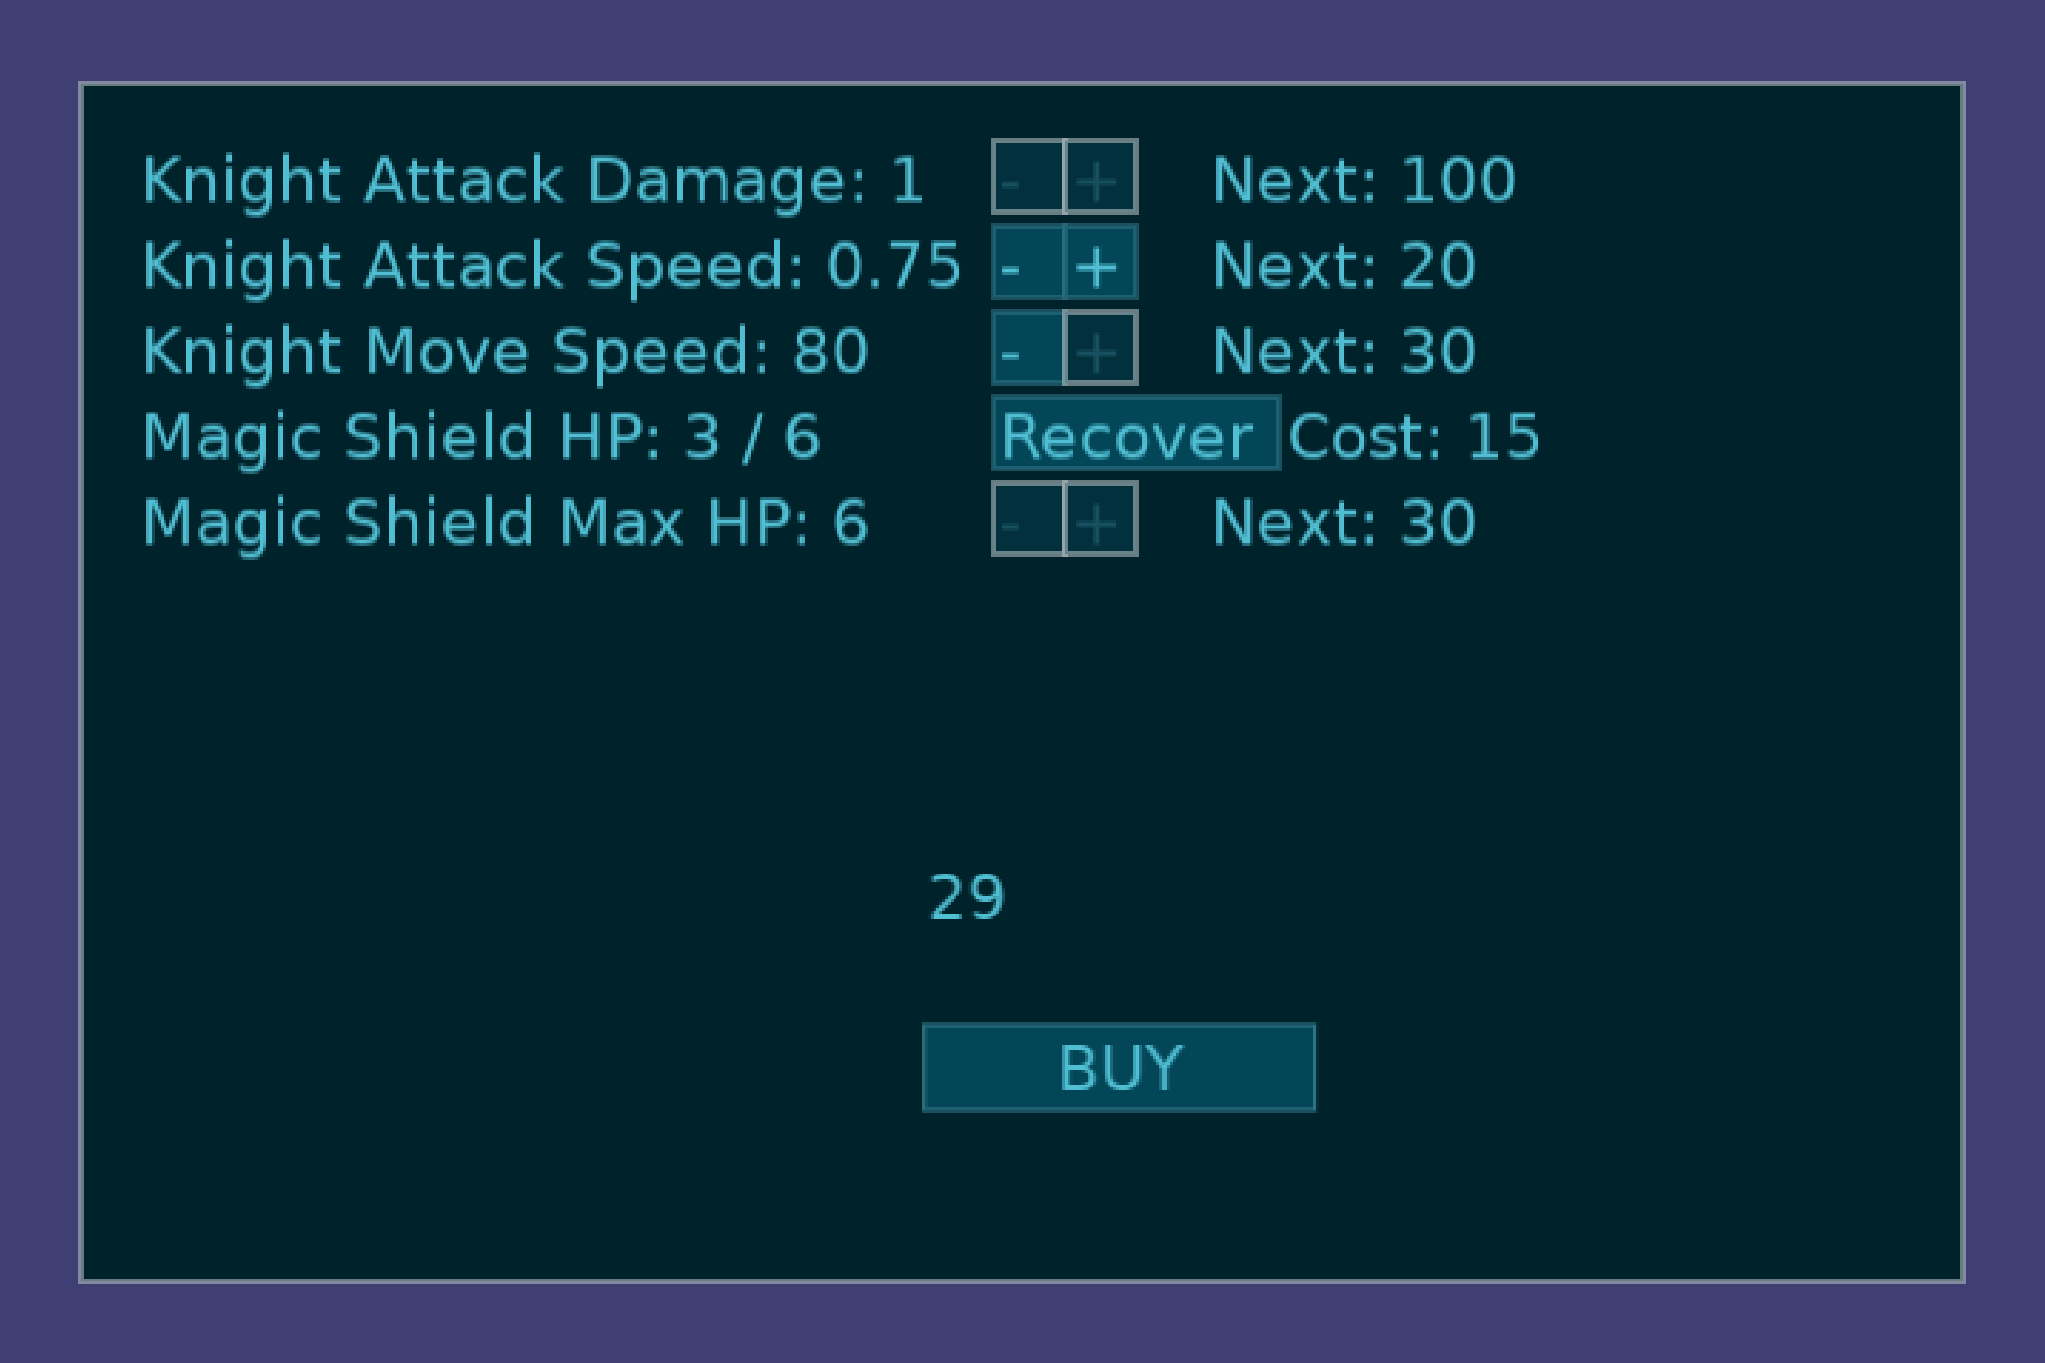 Knight Attack Damage: 1 - + Next: 100
Knight Attack Speed: 0.75 - + Next: 20
Knight Move Speed: 80 - + Next: 30
Magic Shield HP: 3 / 6 Recover Cost: 15
Magic Shield Max HP: 6 - + Next: 30
29
BUY